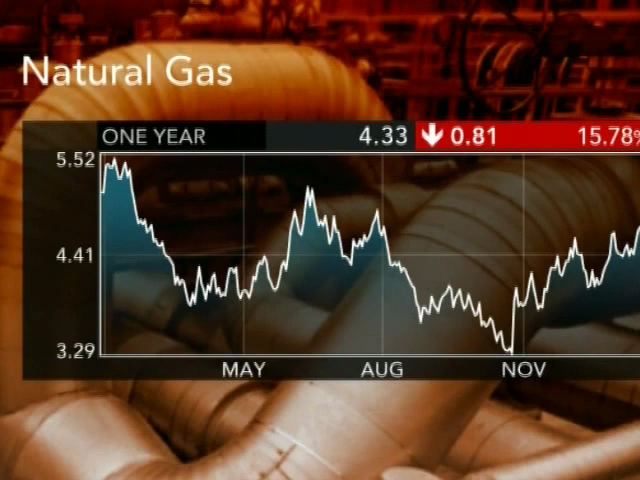 Natural Gas
ONE YEAR 4.33 0.81 15.78%
5.52
4.41
3.29
MAY AUG NOV